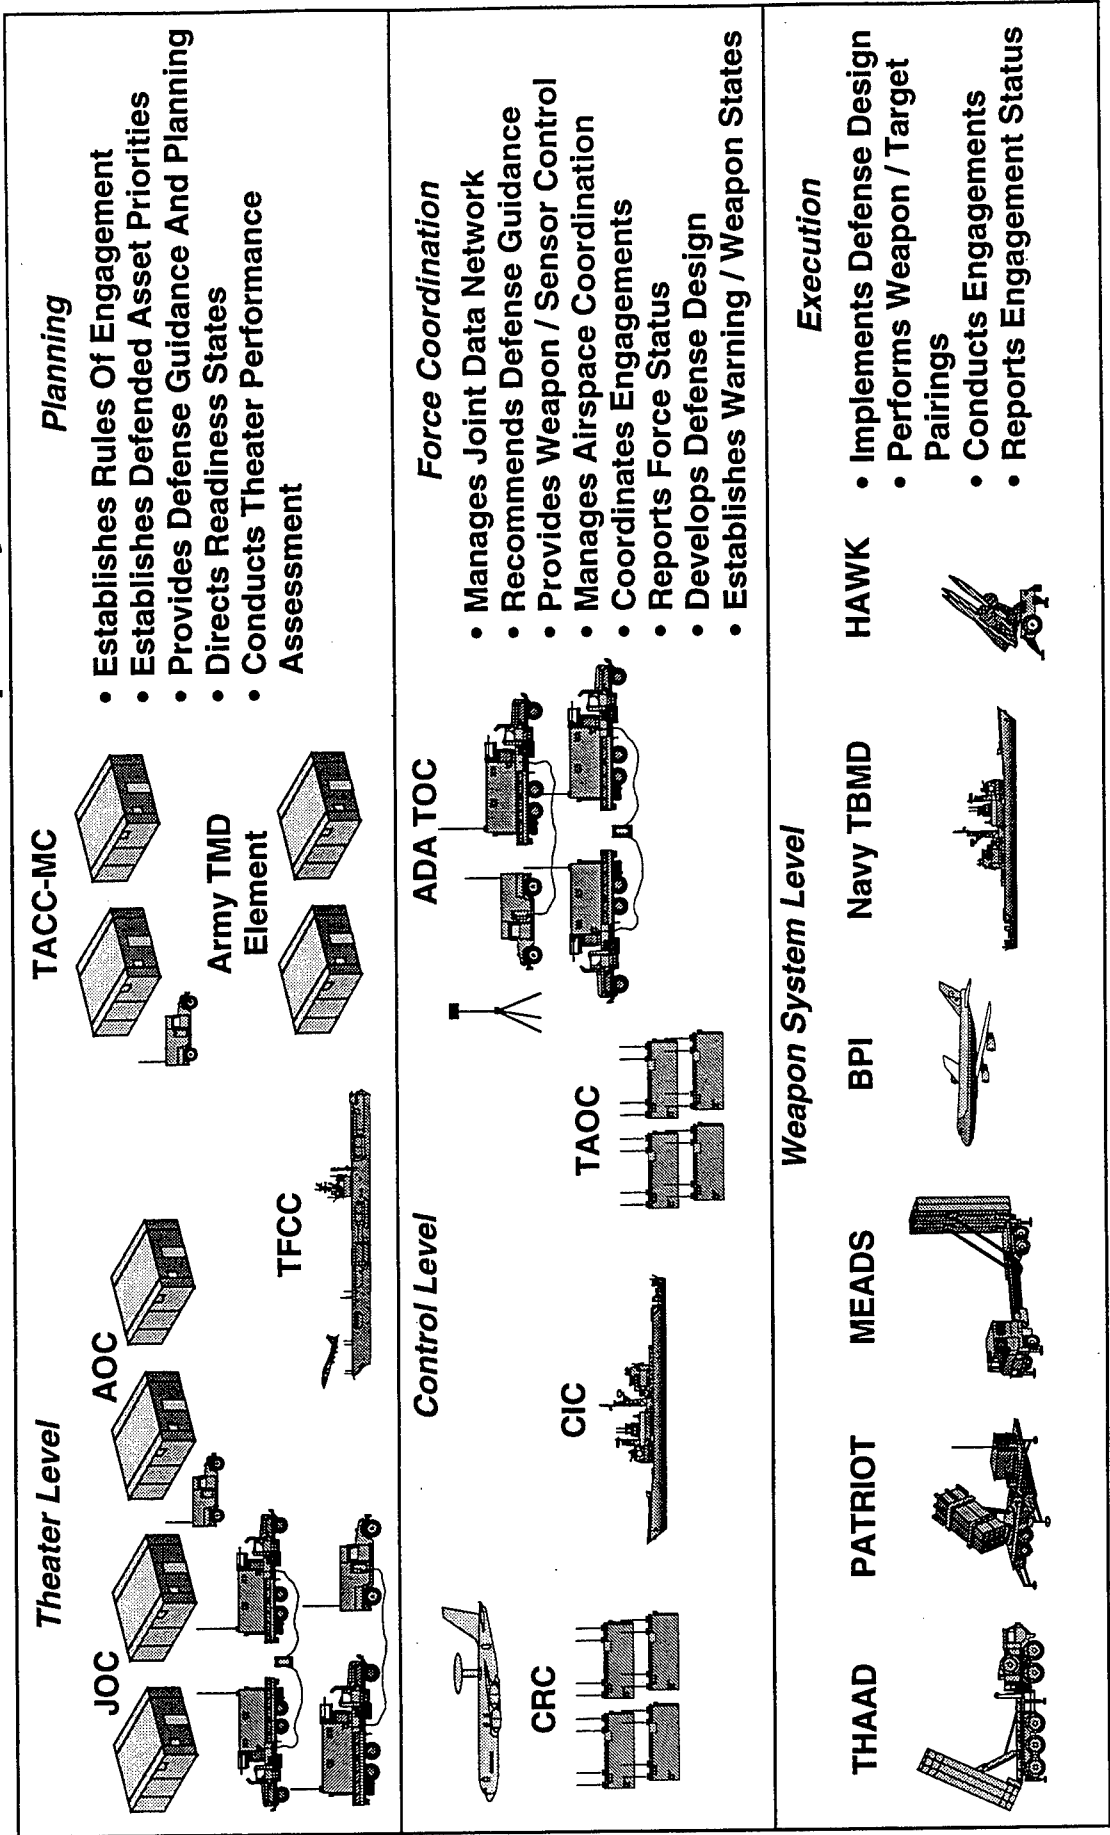 Theater Level
JOC
AOC
TFCC
TACC-MC
Army TMD
Element
Planning
• Establishes Rules Of Engagement
• Establishes Defended Asset Priorities
• Provides Defense Guidance And Planning
• Directs Readiness States
• Conducts Theater Performance
Assessment
Control Level
CRC
CIC
TAOC
ADA TOC
Force Coordination
• Manages Joint Data Network
• Recommends Defense Guidance
• Provides Weapon / Sensor Control
• Manages Airspace Coordination
• Coordinates Engagements
• Reports Force Status
• Develops Defense Design
• Establishes Warning / Weapon States
Weapon System Level
THAAD
PATRIOT
MEADS
BPI
Navy TBMD
HAWK
Execution
• Implements Defense Design
• Performs Weapon / Target
Pairings
• Conducts Engagements
• Reports Engagement Status